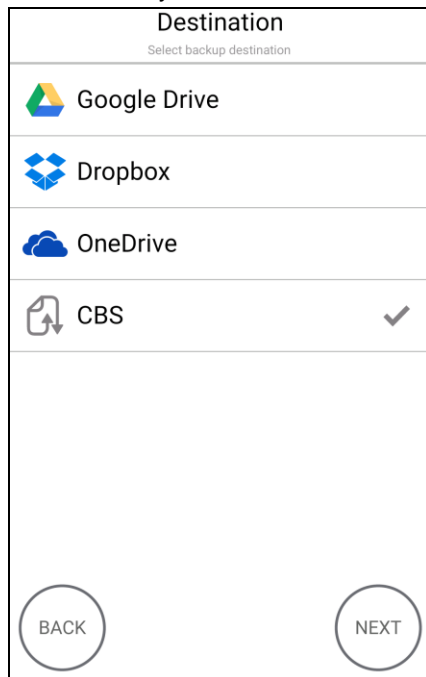 Destination
Select backup destination
Google Drive
Dropbox
OneDrive
CBS
BACK
NEXT